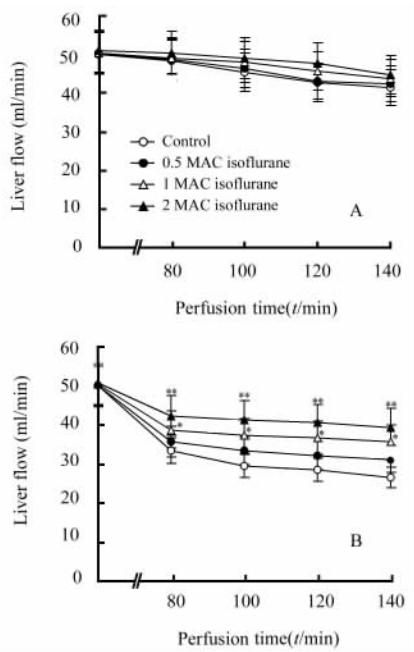 60
50
40
30
20
10
0
Liver flow (ml/min)
Control
0.5 MAC isoflurane
1 MAC isoflurane
2 MAC isoflurane
A
80 100 120 140
Perfusion time(t/min)
60
50
40
30
20
10
0
Liver flow (ml/min)
**
** ** ** **
* * * *
B
80 100 120 140
Perfusion time(t/min)